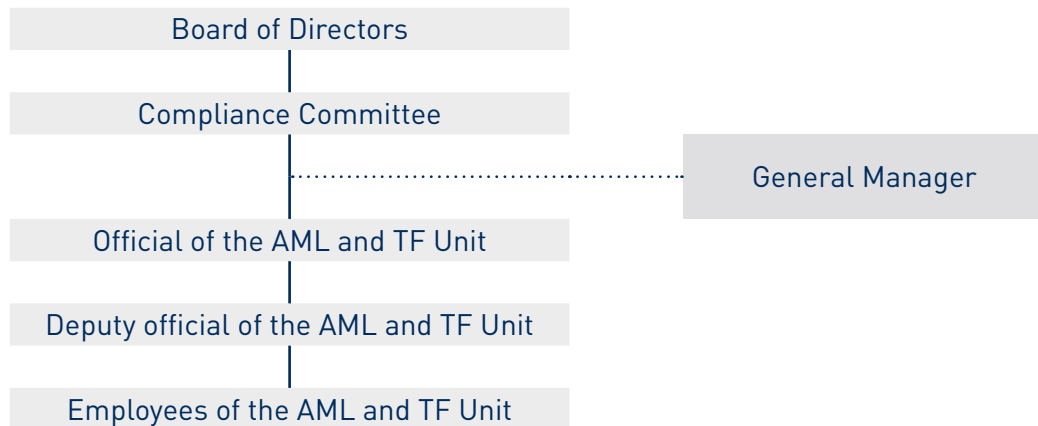 Board of Directors
Compliance Committee
General Manager
Official of the AML and TF Unit
Deputy official of the AML and TF Unit
Employees of the AML and TF Unit